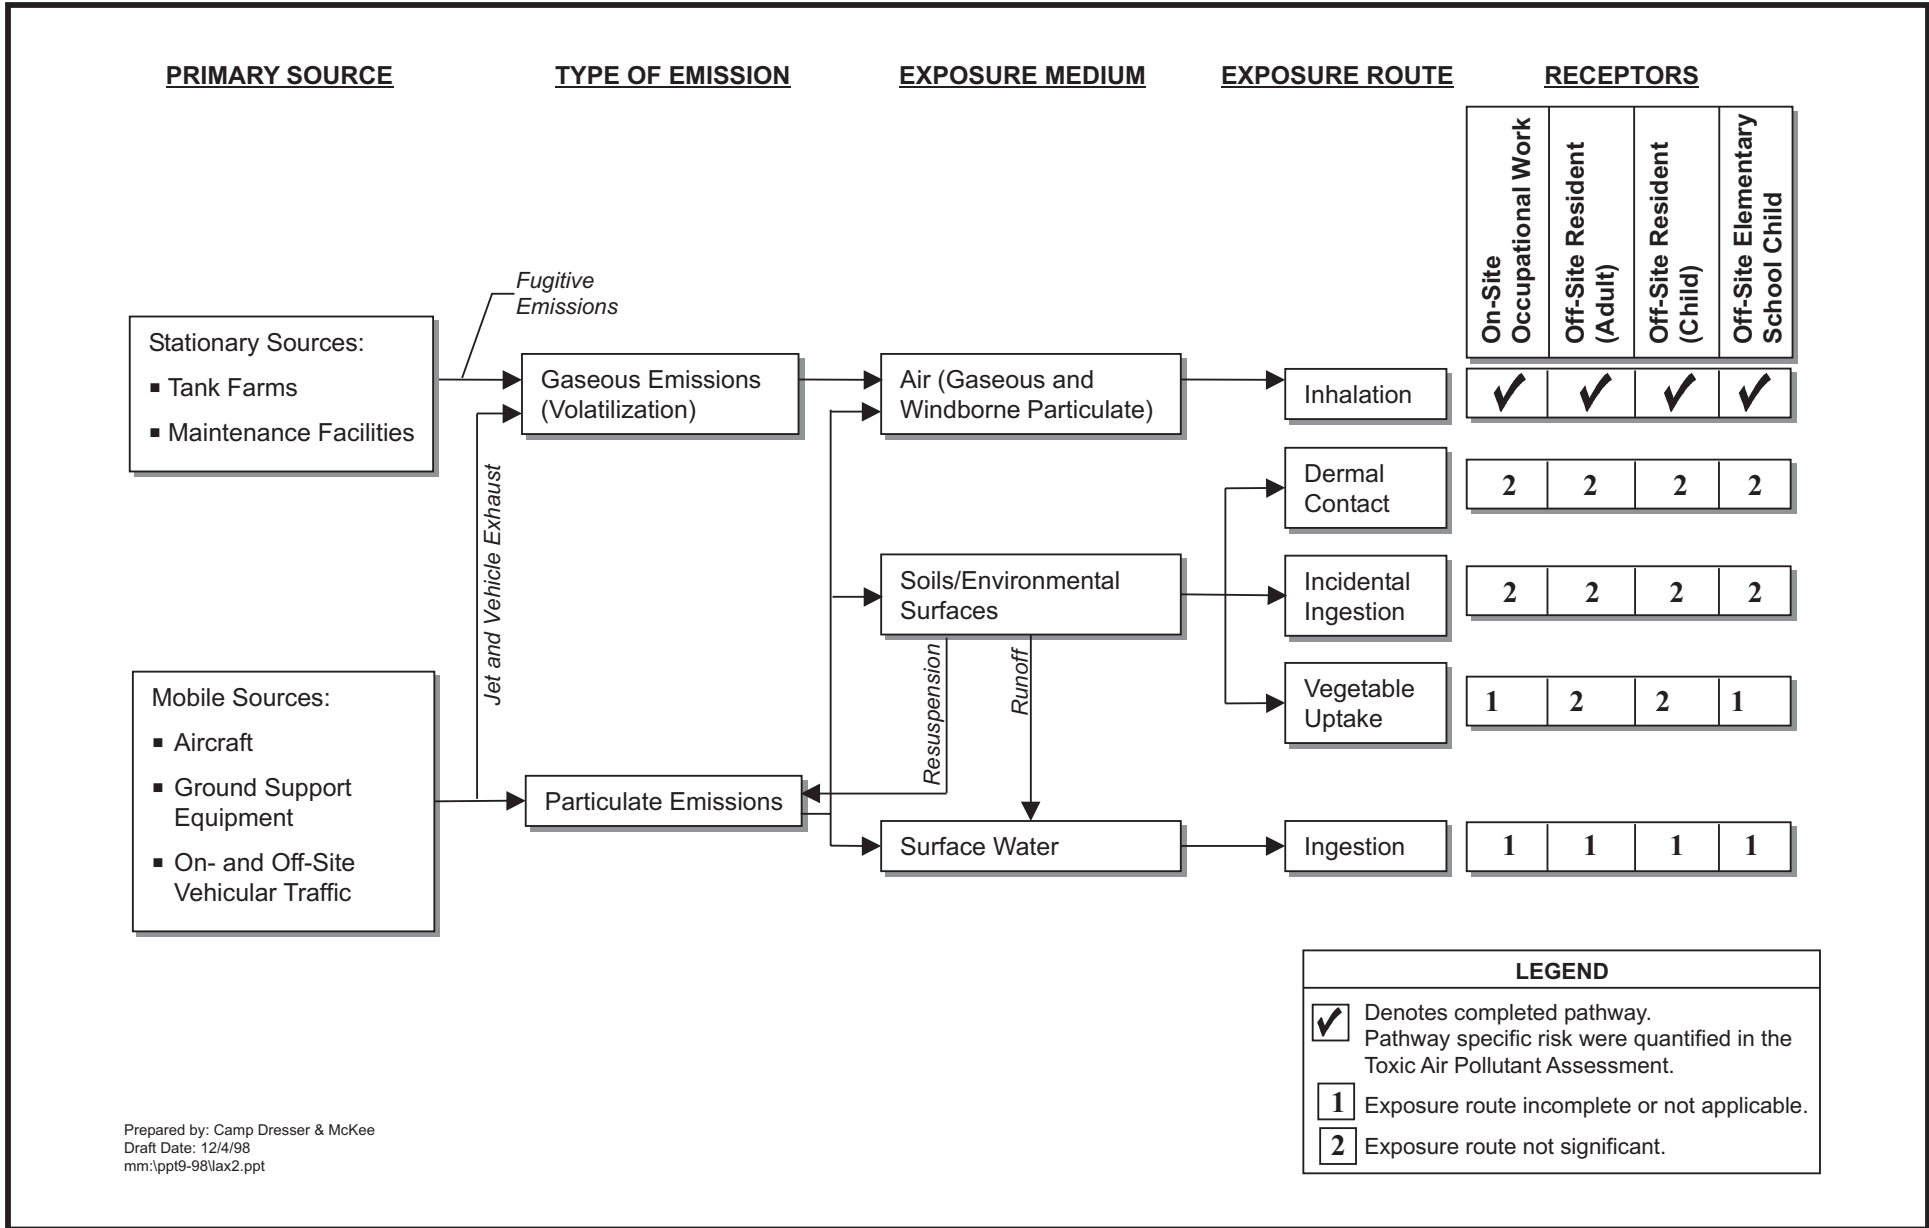 PRIMARY SOURCE
TYPE OF EMISSION
EXPOSURE MEDIUM
EXPOSURE ROUTE
RECEPTORS
On-Site
Occupational Work
Off-Site Resident
(Adult)
Off-Site Resident
(Child)
Off-Site Elementary
School Child
Fugitive
Emissions
Stationary Sources:
▪ Tank Farms
▪ Maintenance Facilities
Gaseous Emissions
(Volatilization)
Air (Gaseous and
Windborne Particulate)
Inhalation
✓ ✓ ✓ ✓
Jet and Vehicle Exhaust
Dermal
Contact
2 2 2 2
Soils/Environmental
Surfaces
Incidental
Ingestion
2 2 2 2
Resuspension
Runoff
Vegetable
Uptake
1 2 2 1
Mobile Sources:
▪ Aircraft
▪ Ground Support
Equipment
▪ On- and Off-Site
Vehicular Traffic
Particulate Emissions
Surface Water
Ingestion
1 1 1 1
LEGEND
✓ Denotes completed pathway.
Pathway specific risk were quantified in the
Toxic Air Pollutant Assessment.
1 Exposure route incomplete or not applicable.
2 Exposure route not significant.
Prepared by: Camp Dresser & McKee
Draft Date: 12/4/98
mm:\ppt9-98\lax2.ppt